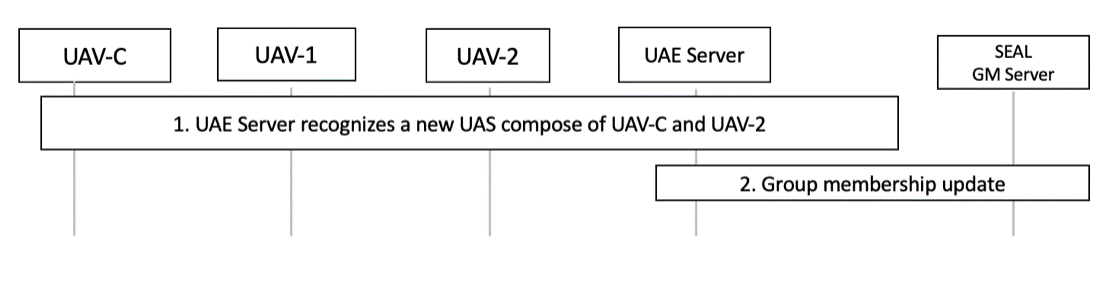 UAV-C
UAV-1
UAV-2
UAE Server
SEAL
GM Server
1. UAE Server recognizes a new UAS compose of UAV-C and UAV-2
2. Group membership update